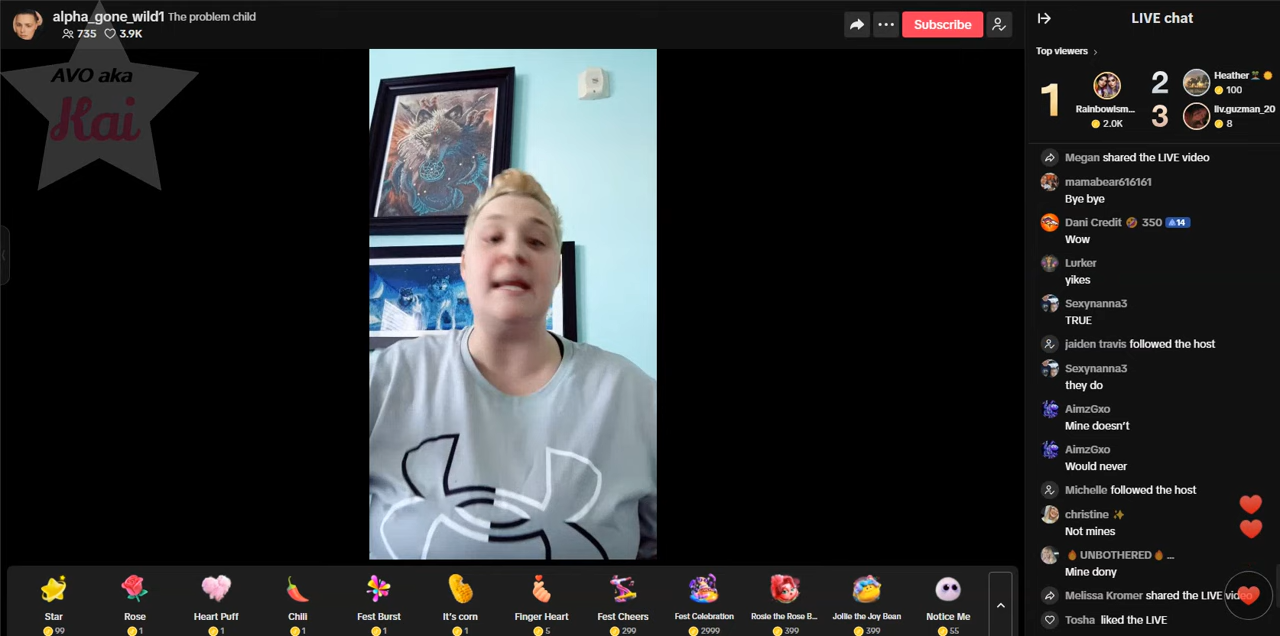 alpha_gone_wild1 The problem child
735 3.9K
Subscribe
AVO aka
Kai
LIVE chat
Top viewers >
1
Rainbowism...
2.0K
2
Heather
100
3
liv.guzman_20
8
Megan shared the LIVE video
mamabear616161
Bye bye
Dani Credit 350 14
Wow
Lurker
yikes
Sexynanna3
TRUE
jaiden travis followed the host
Sexynanna3
they do
AimzGxo
Mine doesn't
AimzGxo
Would never
Michelle followed the host
christine
Not mines
UNBOTHERED ...
Mine dony
Melissa Kromer shared the LIVE video
Tosha liked the LIVE
Star
99
Rose
1
Heart Puff
1
Chili
1
Fest Burst
1
It's corn
1
Finger Heart
5
Fest Cheers
299
Fest Celebration
2999
Rosie the Rose B...
399
Jollie the Joy Bean
399
Notice Me
55